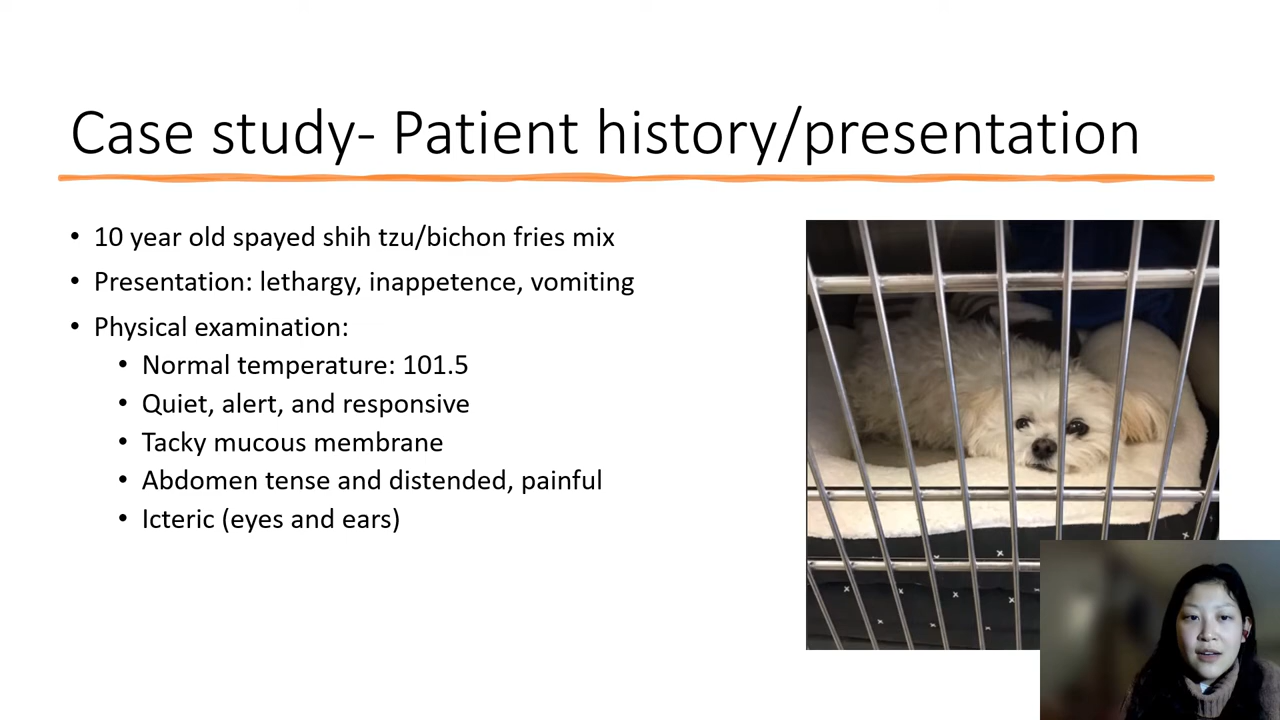 Case study- Patient history/presentation
• 10 year old spayed shih tzu/bichon fries mix
• Presentation: lethargy, inappetence, vomiting
• Physical examination:
• Normal temperature: 101.5
• Quiet, alert, and responsive
• Tacky mucous membrane
• Abdomen tense and distended, painful
• Icteric (eyes and ears)